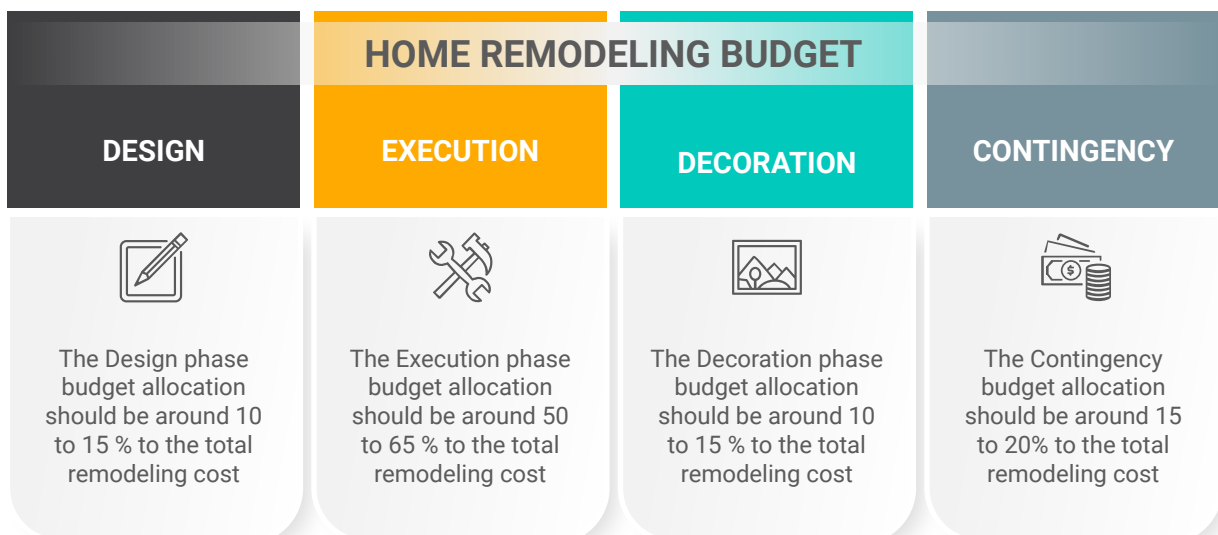 HOME REMODELING BUDGET
DESIGN
EXECUTION
DECORATION
CONTINGENCY
The Design phase
budget allocation
should be around 10
to 15 % to the total
remodeling cost
The Execution phase
budget allocation
should be around 50
to 65 % to the total
remodeling cost
The Decoration phase
budget allocation
should be around 10
to 15 % to the total
remodeling cost
The Contingency
budget allocation
should be around 15
to 20% to the total
remodeling cost